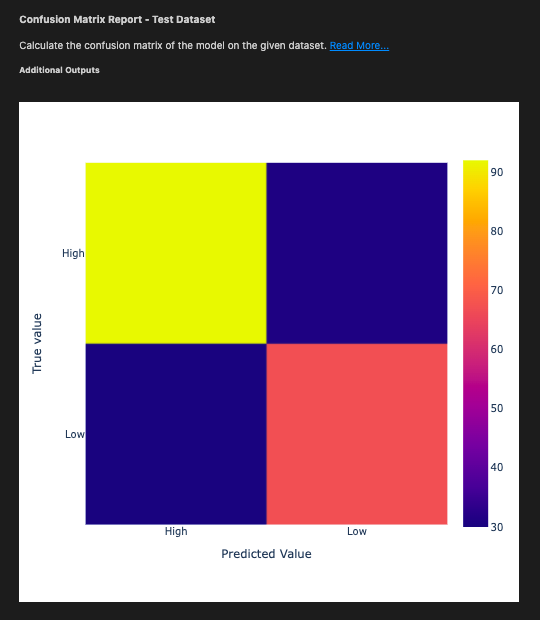 Confusion Matrix Report - Test Dataset
Calculate the confusion matrix of the model on the given dataset. Read More...
Additional Outputs
True value
High
Low
High
Low
Predicted Value
90
80
70
60
50
40
30